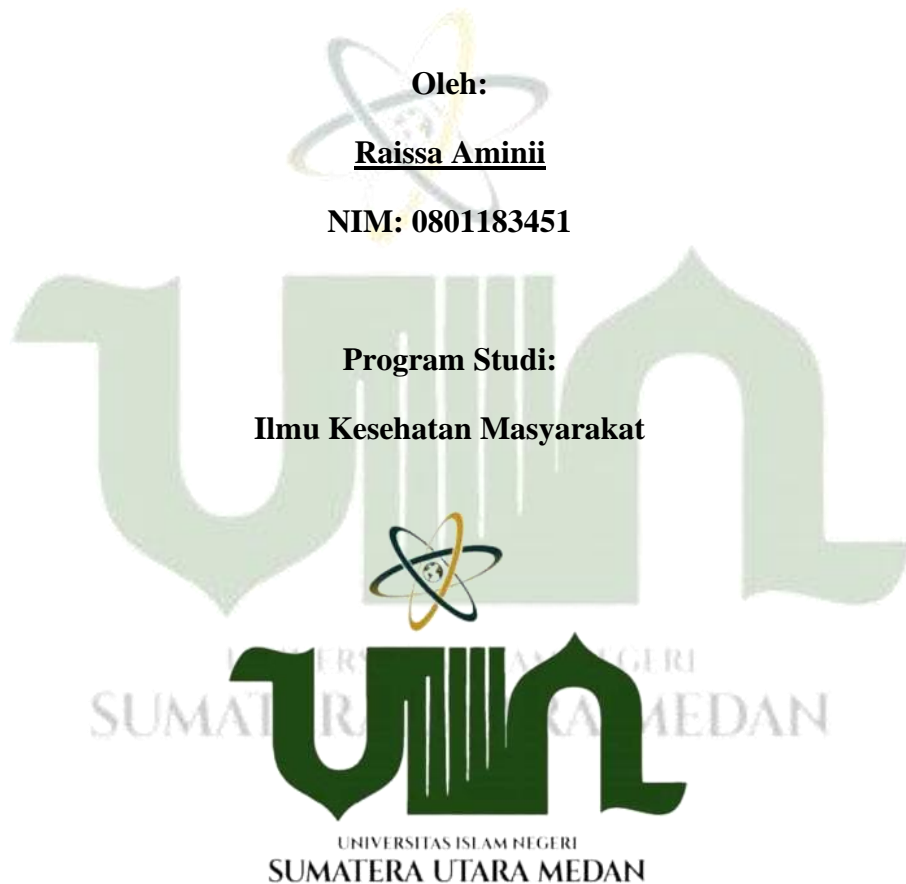 Oleh:
Raissa Aminii
NIM: 0801183451
Program Studi:
Ilmu Kesehatan Masyarakat
UNIVERSITAS ISLAM NEGERI
SUMATERA UTARA MEDAN